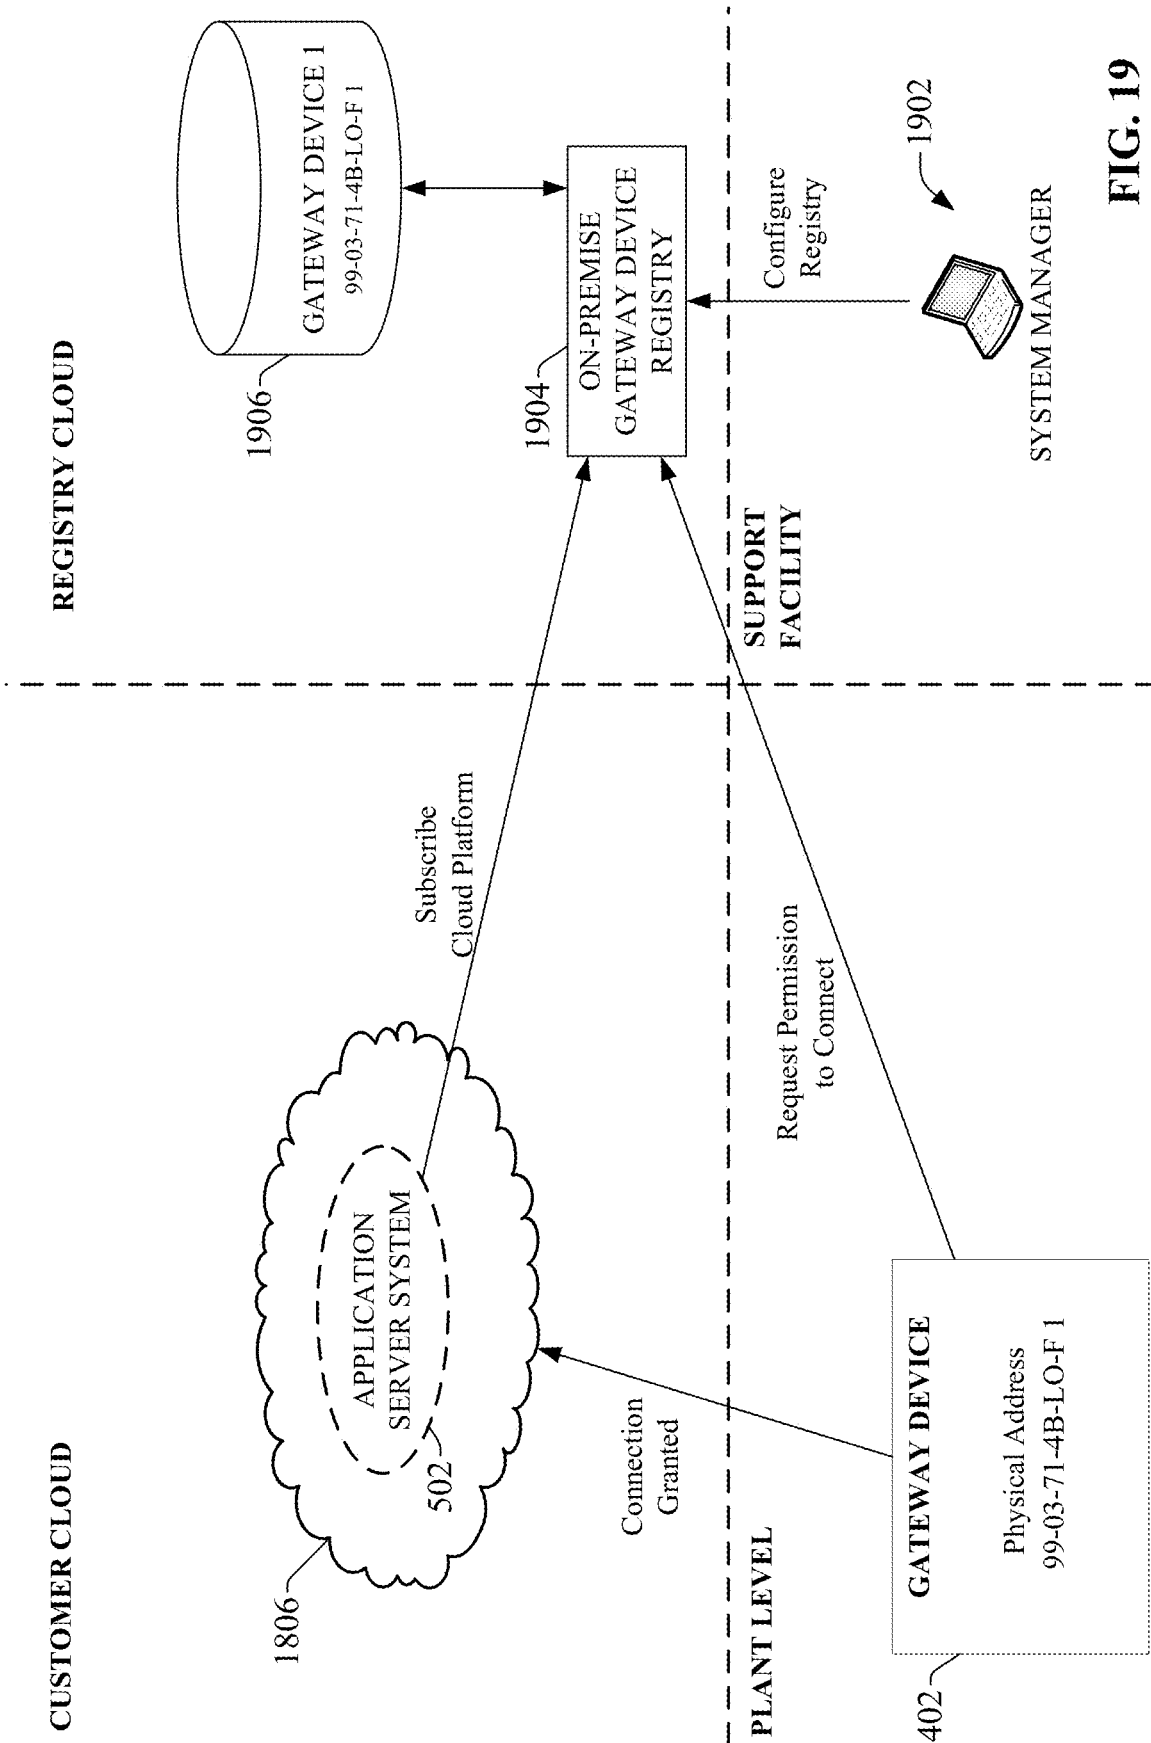 CUSTOMER CLOUD
REGISTRY CLOUD
1806
APPLICATION
SERVER SYSTEM
502
Subscribe
Cloud Platform
1906
GATEWAY DEVICE 1
99-03-71-4B-LO-F 1
1904
ON-PREMISE
GATEWAY DEVICE
REGISTRY
Connection
Granted
PLANT LEVEL
Request Permission
to Connect
SUPPORT
FACILITY
Configure
Registry
402
GATEWAY DEVICE
Physical Address
99-03-71-4B-LO-F 1
1902
SYSTEM MANAGER
FIG. 19